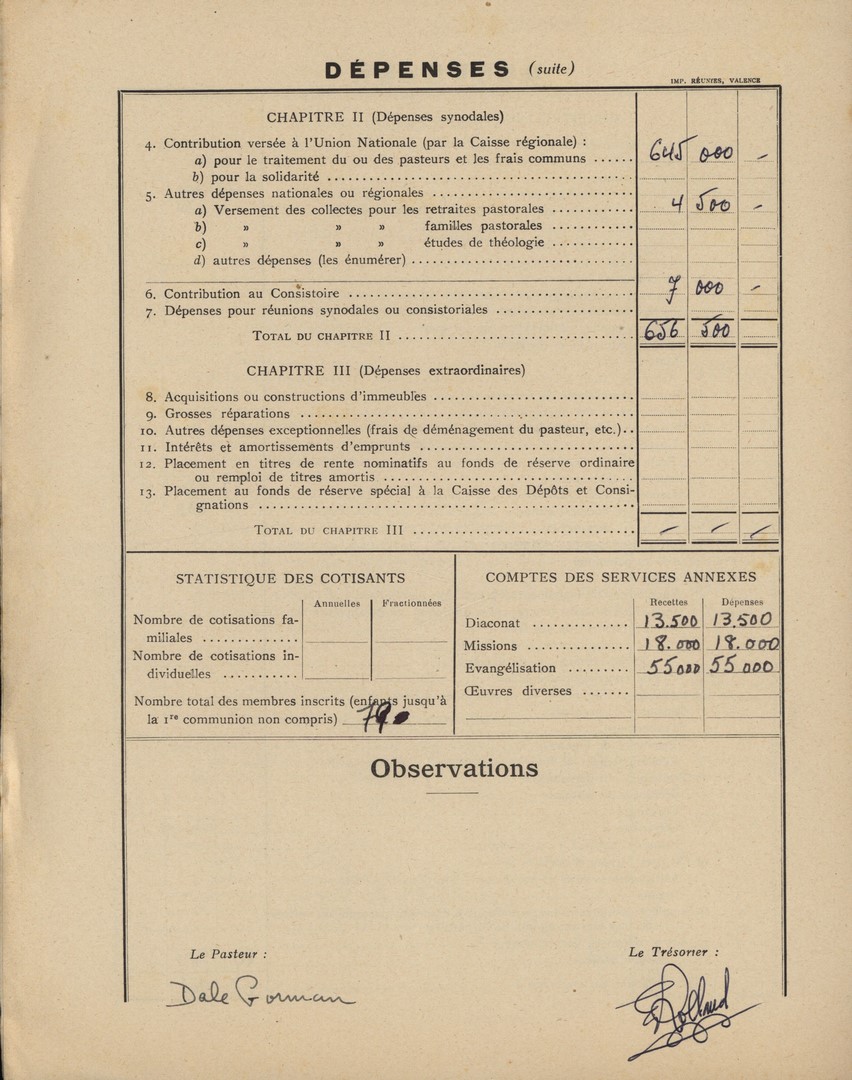 DÉPENSES (suite)
IMP. RÉUNIES, VALENCE
CHAPITRE II (Dépenses synodales)
4. Contribution versée à l'Union Nationale (par la Caisse régionale) :
a) pour le traitement du ou des pasteurs et les frais communs ...... 645 000 -
b) pour la solidarité
5. Autres dépenses nationales ou régionales
a) Versement des collectes pour les retraites pastorales ........... 4 500 -
b) » » » familles pastorales
c) » » » études de théologie
d) autres dépenses (les énumérer)
6. Contribution au Consistoire ........... 7 000 -
7. Dépenses pour réunions synodales ou consistoriales
TOTAL DU CHAPITRE II ........... 656 500
CHAPITRE III (Dépenses extraordinaires)
8. Acquisitions ou constructions d'immeubles
9. Grosses réparations
10. Autres dépenses exceptionnelles (frais de déménagement du pasteur, etc.)..
11. Intérêts et amortissements d'emprunts
12. Placement en titres de rente nominatifs au fonds de réserve ordinaire
ou remploi de titres amortis
13. Placement au fonds de réserve spécial à la Caisse des Dépôts et Consi-
gnations
TOTAL DU CHAPITRE III ........... - - -
STATISTIQUE DES COTISANTS
Annuelles Fractionnées
Nombre de cotisations fa-
miliales
Nombre de cotisations in-
dividuelles
Nombre total des membres inscrits (enfants jusqu'à
la 1re communion non compris)
COMPTES DES SERVICES ANNEXES
Recettes Dépenses
Diaconat ........... 13.500 13.500
Missions ........... 18.000 18.000
Evangélisation ......... 55000 55000
Œuvres diverses
Observations
Le Pasteur : Le Trésorier :
Dale Gorman